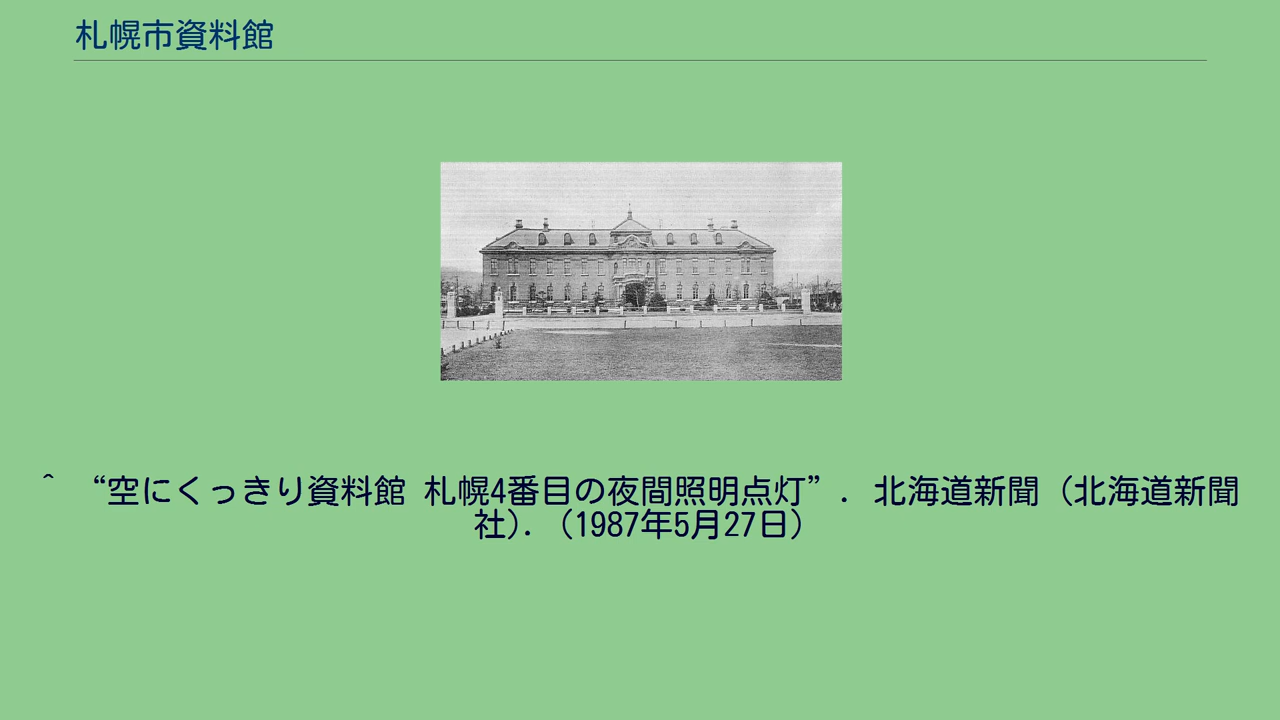 札幌市資料館
^ “空にくっきり資料館 札幌4番目の夜間照明点灯”. 北海道新聞 (北海道新聞
社). (1987年5月27日)